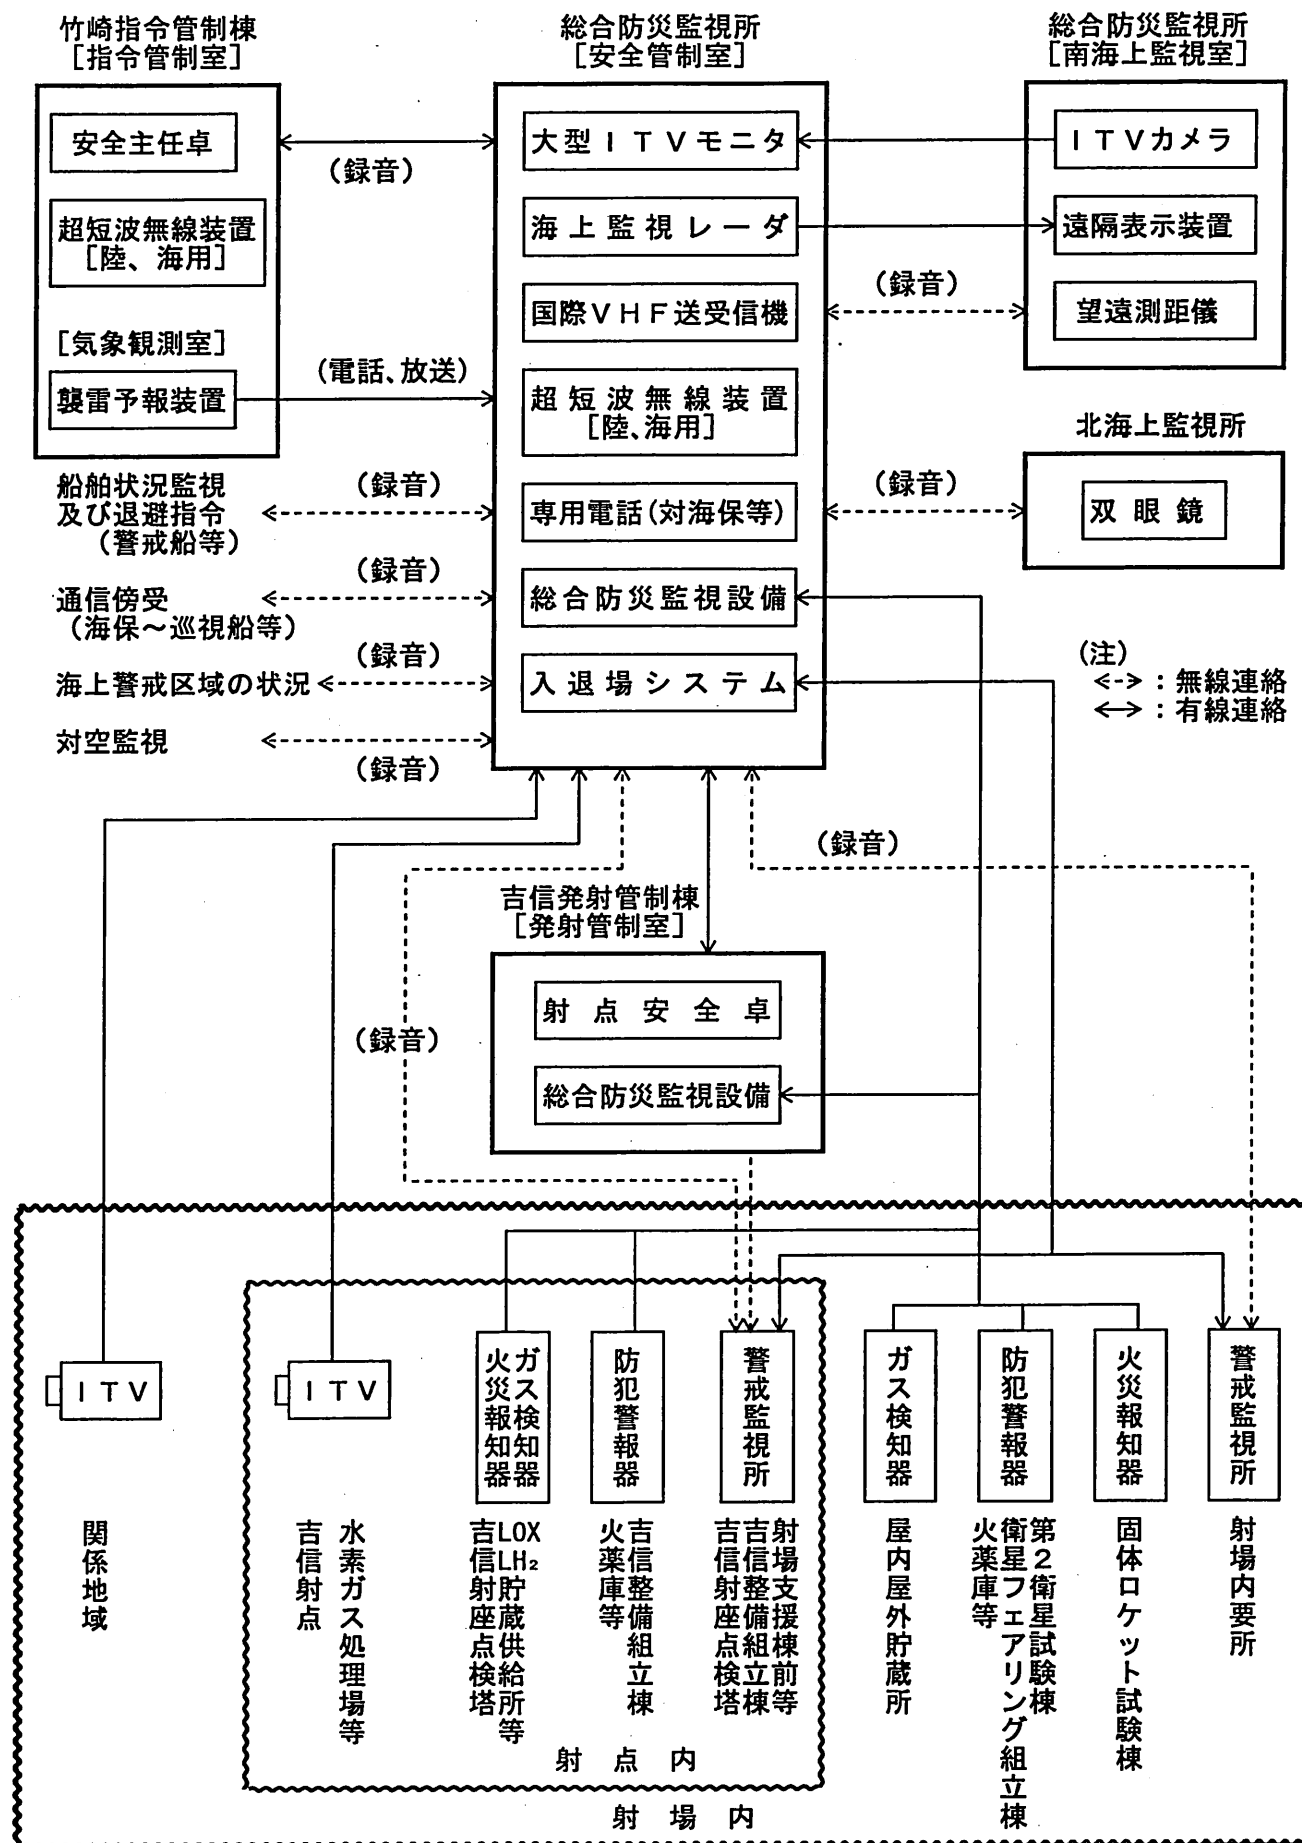 竹崎指令管制棟
［指令管制室］
安全主任卓
超短波無線装置
［陸、海用］
［気象観測室］
襲雷予報装置
（録音）
（電話、放送）
総合防災監視所
［安全管制室］
大型ＩＴＶモニタ
海上監視レーダ
国際ＶＨＦ送受信機
超短波無線装置
［陸、海用］
専用電話（対海保等）
総合防災監視設備
入退場システム
総合防災監視所
［南海上監視室］
ＩＴＶカメラ
遠隔表示装置
望遠測距儀
（録音）
北海上監視所
双眼鏡
（録音）
船舶状況監視
及び退避指令
（警戒船等）
（録音）
通信傍受
（海保～巡視船等）
（録音）
海上警戒区域の状況
（録音）
対空監視
（録音）
（注）
：無線連絡
：有線連絡
（録音）
吉信発射管制棟
［発射管制室］
射点安全卓
総合防災監視設備
（録音）
ＩＴＶ
関係地域
ＩＴＶ
水素ガス処理場等
吉信射点
ガス検知器
火災報知器
LOX
LH₂貯蔵供給所等
吉信射座点検塔
防犯警報器
吉信整備組立棟
火薬庫等
警戒監視所
射場支援棟前等
吉信整備組立棟
吉信射座点検塔
ガス検知器
屋内屋外貯蔵所
防犯警報器
第２衛星試験棟
衛星フェアリング組立棟
火薬庫等
火災報知器
固体ロケット試験棟
警戒監視所
射場内要所
射点内
射場内